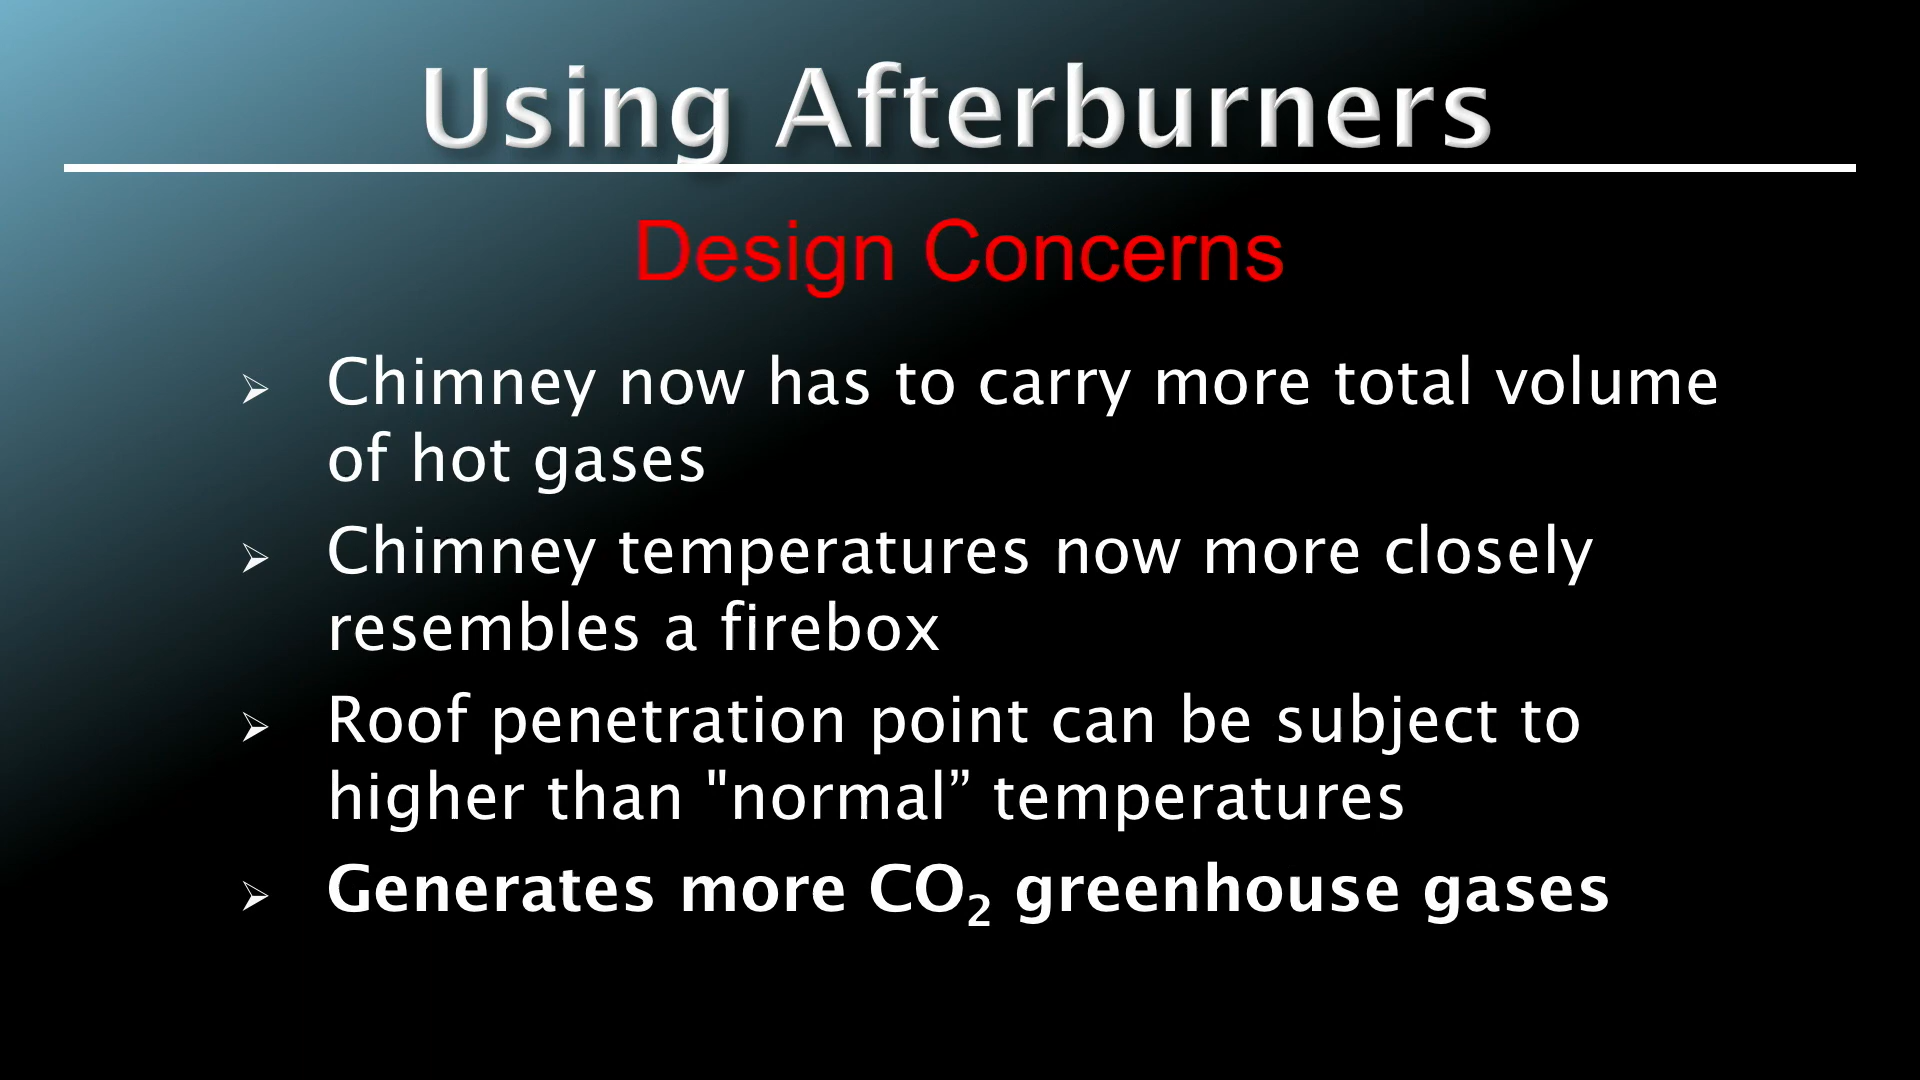 Using Afterburners
Design Concerns
➢ Chimney now has to carry more total volume
of hot gases
➢ Chimney temperatures now more closely
resembles a firebox
➢ Roof penetration point can be subject to
higher than "normal” temperatures
➢ Generates more CO₂ greenhouse gases